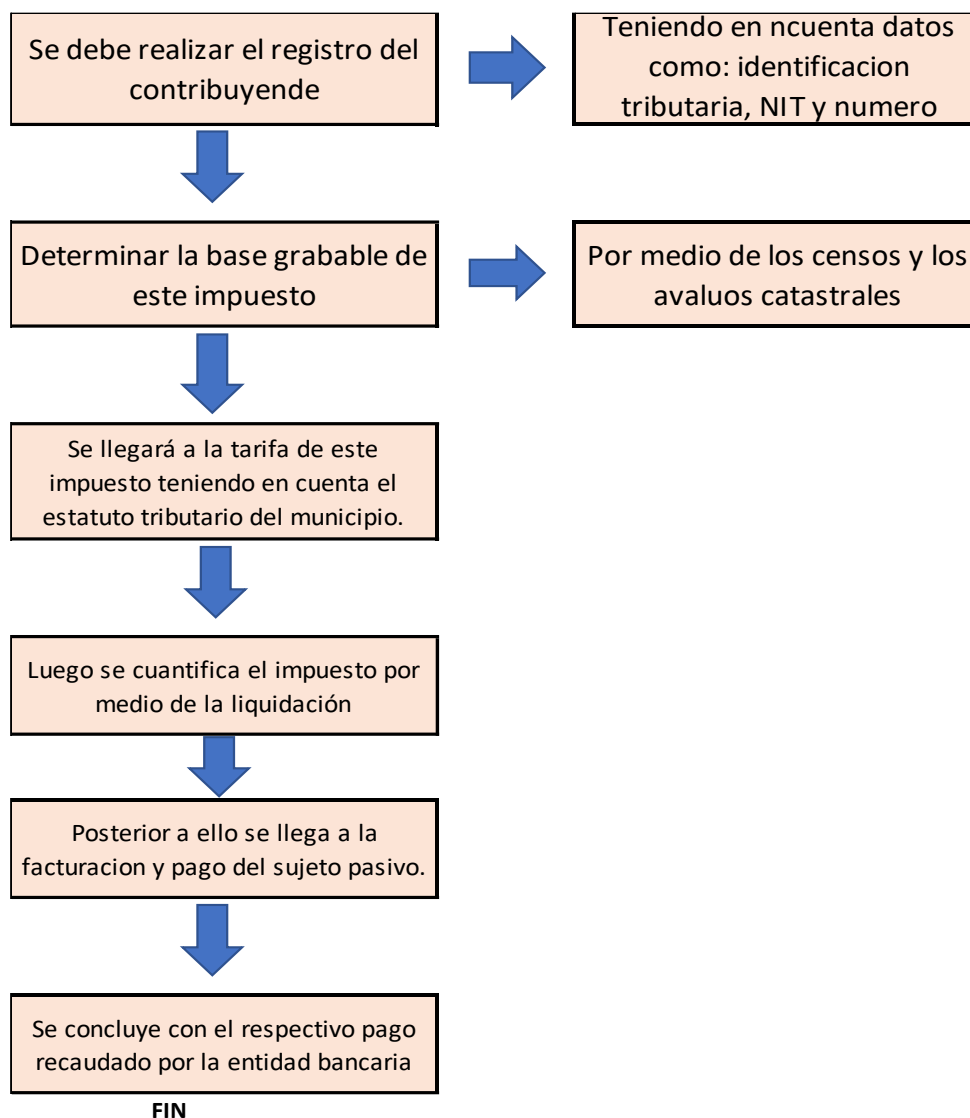 Se debe realizar el registro del
contribuyende
Teniendo en ncuenta datos
como: identificacion
tributaria, NIT y numero
Determinar la base grabable de
este impuesto
Por medio de los censos y los
avaluos catastrales
Se llegará a la tarifa de este
impuesto teniendo en cuenta el
estatuto tributario del municipio.
Luego se cuantifica el impuesto por
medio de la liquidación
Posterior a ello se llega a la
facturacion y pago del sujeto pasivo.
Se concluye con el respectivo pago
recaudado por la entidad bancaria
FIN